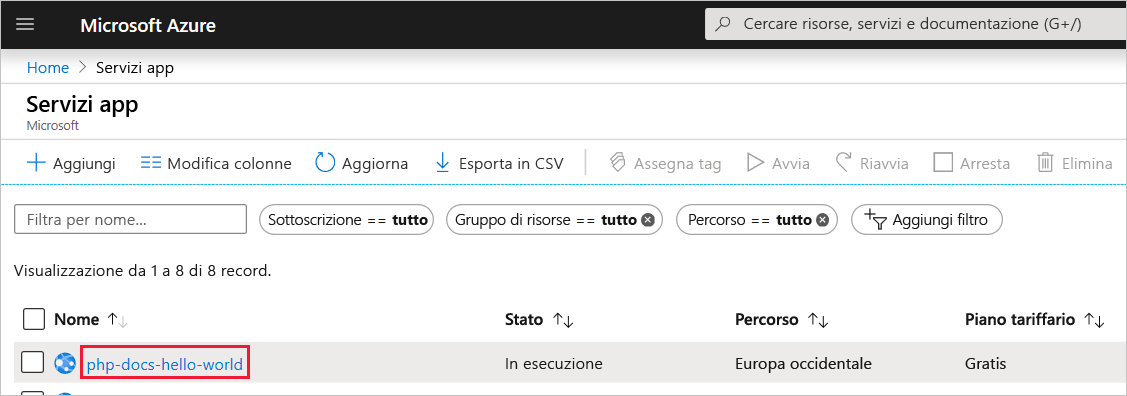 Microsoft Azure
Cercare risorse, servizi e documentazione (G+/)
Home > Servizi app
Servizi app
Microsoft
Aggiungi Modifica colonne Aggiorna Esporta in CSV Assegna tag Avvia Riavvia Arresta Elimina
Filtra per nome... Sottoscrizione == tutto Gruppo di risorse == tutto Percorso == tutto Aggiungi filtro
Visualizzazione da 1 a 8 di 8 record.
Nome Stato Percorso Piano tariffario
php-docs-hello-world In esecuzione Europa occidentale Gratis